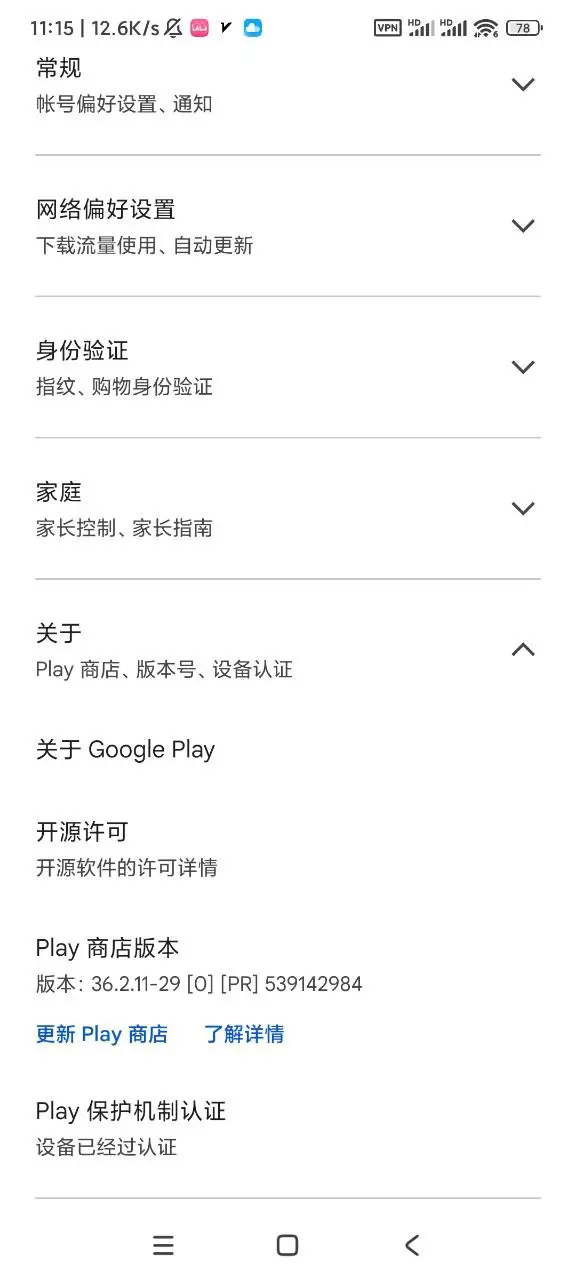 11:15 | 12.6K/s
VPN HD HD 6 78
常规
帐号偏好设置、通知
网络偏好设置
下载流量使用、自动更新
身份验证
指纹、购物身份验证
家庭
家长控制、家长指南
关于
Play 商店、版本号、设备认证
关于 Google Play
开源许可
开源软件的许可详情
Play 商店版本
版本：36.2.11-29 [0] [PR] 539142984
更新 Play 商店 了解详情
Play 保护机制认证
设备已经过认证